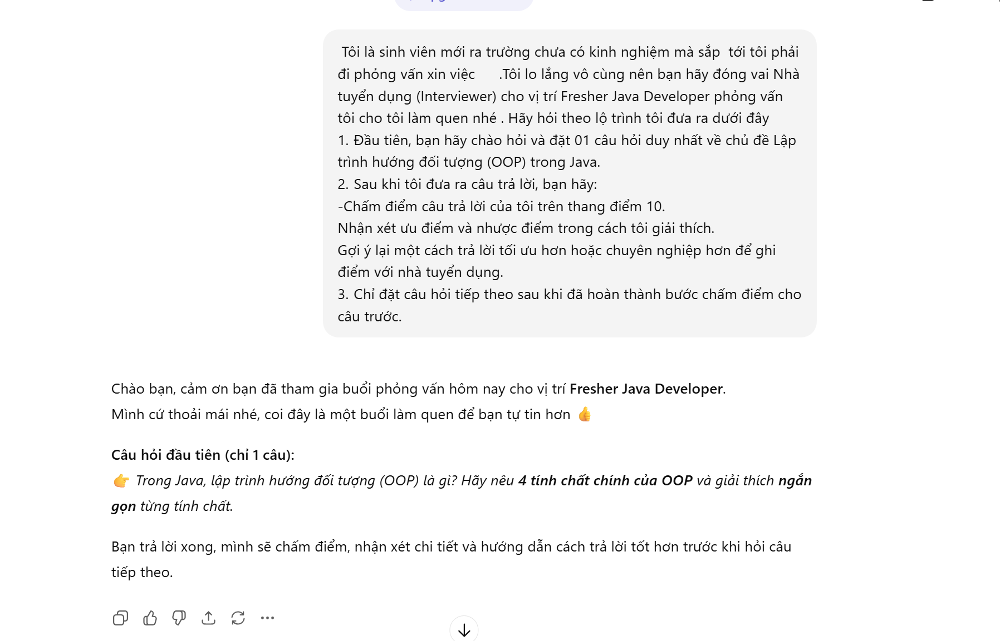 Tôi là sinh viên mới ra trường chưa có kinh nghiệm mà sắp  tới tôi phải
đi phỏng vấn xin việc      .Tôi lo lắng vô cùng nên bạn hãy đóng vai Nhà
tuyển dụng (Interviewer) cho vị trí Fresher Java Developer phỏng vấn
tôi cho tôi làm quen nhé . Hãy hỏi theo lộ trình tôi đưa ra dưới đây
1. Đầu tiên, bạn hãy chào hỏi và đặt 01 câu hỏi duy nhất về chủ đề Lập
trình hướng đối tượng (OOP) trong Java.
2. Sau khi tôi đưa ra câu trả lời, bạn hãy:
-Chấm điểm câu trả lời của tôi trên thang điểm 10.
Nhận xét ưu điểm và nhược điểm trong cách tôi giải thích.
Gợi ý lại một cách trả lời tối ưu hơn hoặc chuyên nghiệp hơn để ghi
điểm với nhà tuyển dụng.
3. Chỉ đặt câu hỏi tiếp theo sau khi đã hoàn thành bước chấm điểm cho
câu trước.
Chào bạn, cảm ơn bạn đã tham gia buổi phỏng vấn hôm nay cho vị trí Fresher Java Developer.
Mình cứ thoải mái nhé, coi đây là một buổi làm quen để bạn tự tin hơn 👍
Câu hỏi đầu tiên (chỉ 1 câu):
👉 Trong Java, lập trình hướng đối tượng (OOP) là gì? Hãy nêu 4 tính chất chính của OOP và giải thích ngắn
gọn từng tính chất.
Bạn trả lời xong, mình sẽ chấm điểm, nhận xét chi tiết và hướng dẫn cách trả lời tốt hơn trước khi hỏi câu
tiếp theo.